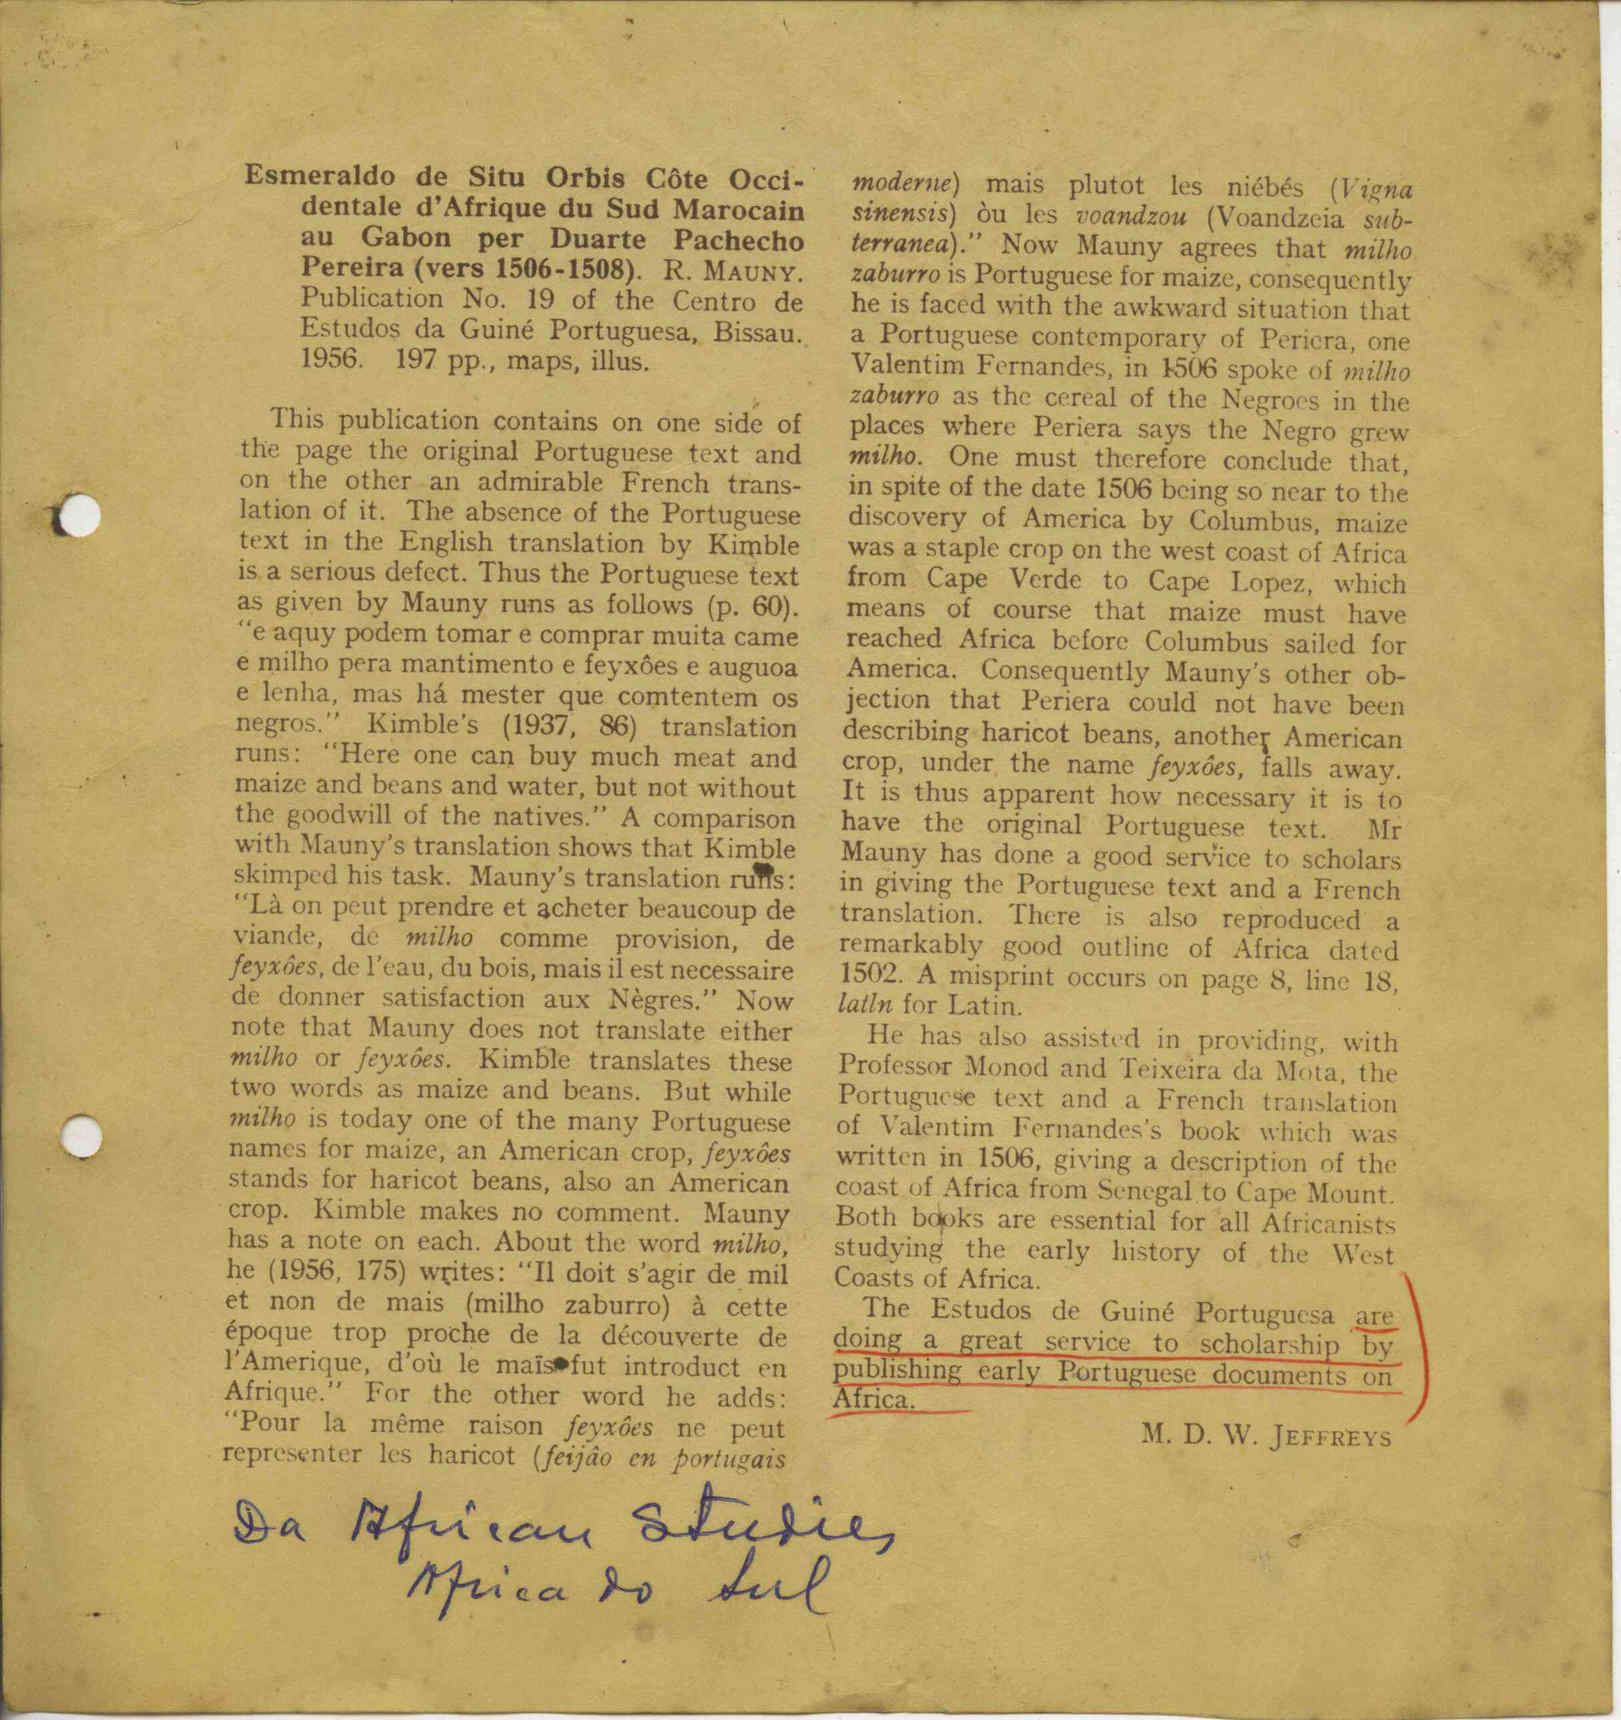 Esmeraldo de Situ Orbis Côte Occi-
dentale d'Afrique du Sud Marocain
au Gabon per Duarte Pachecho
Pereira (vers 1506-1508). R. MAUNY.
Publication No. 19 of the Centro de
Estudos da Guiné Portuguesa, Bissau.
1956. 197 pp., maps, illus.
This publication contains on one side of
the page the original Portuguese text and
on the other an admirable French trans-
lation of it. The absence of the Portuguese
text in the English translation by Kimble
is a serious defect. Thus the Portuguese text
as given by Mauny runs as follows (p. 60).
"e aquy podem tomar e comprar muita came
e milho pera mantimento e feyxôes e auguoa
e lenha, mas há mester que comtentem os
negros." Kimble's (1937, 86) translation
runs: "Here one can buy much meat and
maize and beans and water, but not without
the goodwill of the natives." A comparison
with Mauny's translation shows that Kimble
skimped his task. Mauny's translation runs:
"Là on peut prendre et acheter beaucoup de
viande, de milho comme provision, de
feyxôes, de l'eau, du bois, mais il est necessaire
de donner satisfaction aux Nègres." Now
note that Mauny does not translate either
milho or feyxôes. Kimble translates these
two words as maize and beans. But while
milho is today one of the many Portuguese
names for maize, an American crop, feyxôes
stands for haricot beans, also an American
crop. Kimble makes no comment. Mauny
has a note on each. About the word milho,
he (1956, 175) writes: "Il doit s'agir de mil
et non de mais (milho zaburro) à cette
époque trop proche de la découverte de
l'Amerique, d'où le maïs fut introduct en
Afrique." For the other word he adds:
"Pour la même raison feyxôes ne peut
representer les haricot (feijâo en portugais
moderne) mais plutot les niébés (Vigna
sinensis) òu les voandzou (Voandzeia sub-
terranea)." Now Mauny agrees that milho
zaburro is Portuguese for maize, consequently
he is faced with the awkward situation that
a Portuguese contemporary of Periera, one
Valentim Fernandes, in 1506 spoke of milho
zaburro as the cereal of the Negroes in the
places where Periera says the Negro grew
milho. One must therefore conclude that,
in spite of the date 1506 being so near to the
discovery of America by Columbus, maize
was a staple crop on the west coast of Africa
from Cape Verde to Cape Lopez, which
means of course that maize must have
reached Africa before Columbus sailed for
America. Consequently Mauny's other ob-
jection that Periera could not have been
describing haricot beans, another American
crop, under the name feyxôes, falls away.
It is thus apparent how necessary it is to
have the original Portuguese text. Mr
Mauny has done a good service to scholars
in giving the Portuguese text and a French
translation. There is also reproduced a
remarkably good outline of Africa dated
1502. A misprint occurs on page 8, line 18,
latln for Latin.
He has also assisted in providing, with
Professor Monod and Teixeira da Mota, the
Portuguese text and a French translation
of Valentim Fernandes's book which was
written in 1506, giving a description of the
coast of Africa from Senegal to Cape Mount.
Both books are essential for all Africanists
studying the early history of the West
Coasts of Africa.
The Estudos de Guiné Portuguesa are
doing a great service to scholarship by
publishing early Portuguese documents on
Africa.
M. D. W. JEFFREYS
Da African Studies
Africa do Sul